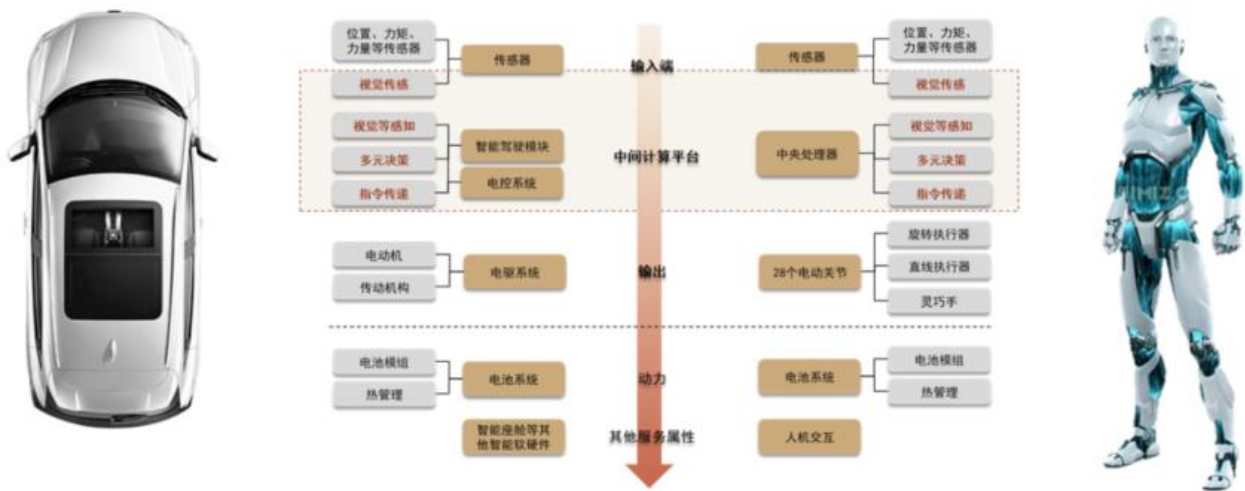 位置、力矩、
力量等传感器
传感器
视觉传感
输入端
传感器
位置、力矩、
力量等传感器
视觉传感
视觉等感知
多元决策
指令传递
智能驾驶模块
电控系统
中间计算平台
中央处理器
视觉等感知
多元决策
指令传递
电动机
传动机构
电驱系统
输出
28个电动关节
旋转执行器
直线执行器
灵巧手
电池模组
热管理
电池系统
动力
电池系统
电池模组
热管理
智能座舱等其
他智能软硬件
其他服务属性
人机交互